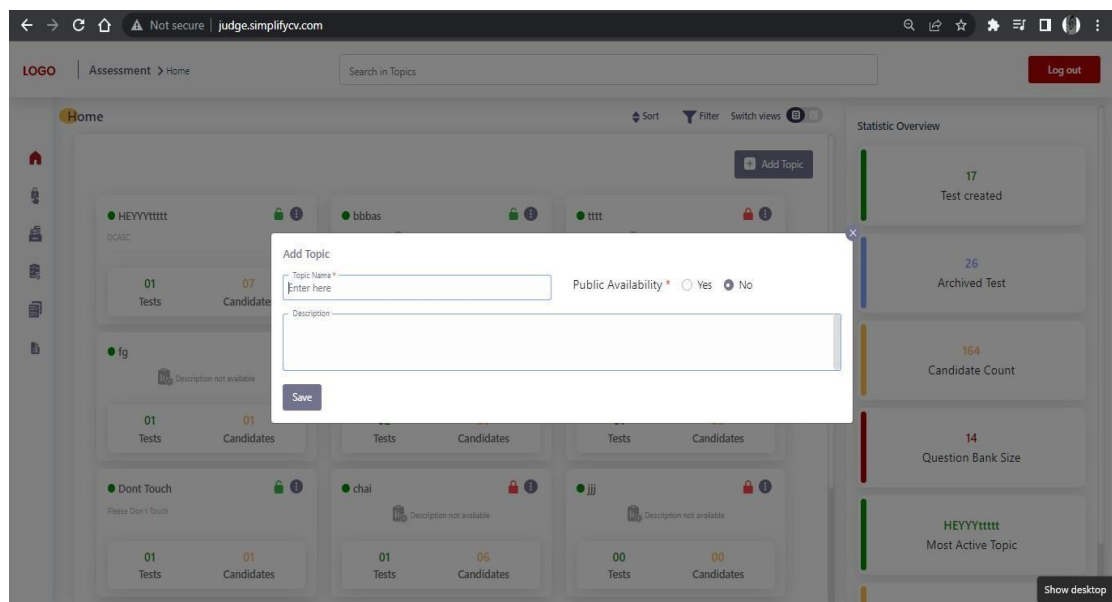 Not secure | judge.simplifycv.com
LOGO
Assessment > Home
Search in Topics
Log out
Home
Sort
Filter
Switch views
Add Topic
HEYYYttttt
DCASC
01
Tests
07
Candidate
bbbas
tttt
Add Topic
Topic Name *
Enter here
Public Availability * Yes No
Description
Save
fg
Description not available
01
Tests
01
Candidates
Tests
Candidates
Tests
Candidates
Dont Touch
Please Don't Touch
01
Tests
01
Candidates
chai
Description not available
01
Tests
06
Candidates
jjj
Description not available
00
Tests
00
Candidates
Statistic Overview
17
Test created
26
Archived Test
164
Candidate Count
14
Question Bank Size
HEYYYttttt
Most Active Topic
Show desktop